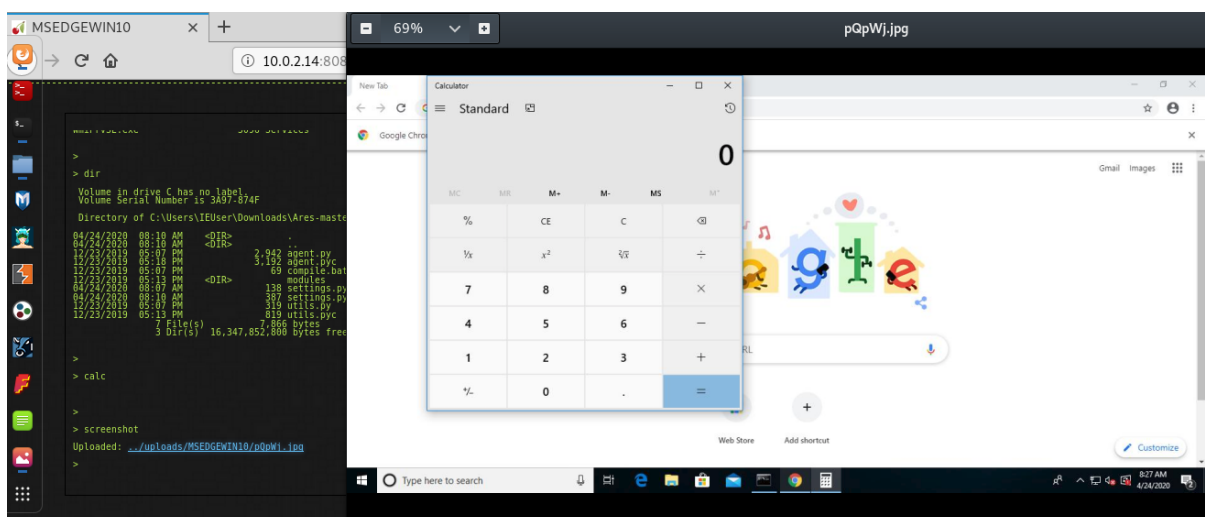 MSEDGEWIN10
10.0.2.14:808
>
> dir
Volume in drive C has no label.
Volume Serial Number is 3A97-874F
Directory of C:\Users\IEUser\Downloads\Ares-maste
04/24/2020 08:10 AM <DIR> .
04/24/2020 08:10 AM <DIR> ..
12/23/2019 05:07 PM 2,942 agent.py
12/23/2019 05:18 PM 3,192 agent.pyc
12/23/2019 05:07 PM 69 compile.bat
12/23/2019 05:13 PM <DIR> modules
04/24/2020 08:07 AM 138 settings.py
04/24/2020 08:10 AM 387 settings.py
12/23/2019 05:07 PM 319 utils.py
12/23/2019 05:13 PM 819 utils.pyc
7 File(s) 7,866 bytes
3 Dir(s) 16,347,852,800 bytes free
>
> calc
>
> screenshot
Uploaded: ../uploads/MSEDGEWIN10/pQpWj.jpg
>
69%
pQpWj.jpg
New Tab
Google Chro
Calculator
Standard
0
MC MR M+ M- MS M˅
% CE C
¹/x x² ²√x ÷
7 8 9 ×
4 5 6 −
1 2 3 +
+/− 0 . =
Gmail Images
RL
Web Store Add shortcut
Customize
Type here to search
8:27 AM
4/24/2020